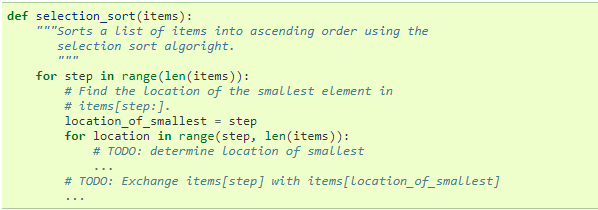 def selection_sort(items):
    """Sorts a list of items into ascending order using the
       selection sort algoright.
       """
    for step in range(len(items)):
        # Find the location of the smallest element in
        # items[step:].
        location_of_smallest = step
        for location in range(step, len(items)):
            # TODO: determine location of smallest
            ...
        # TODO: Exchange items[step] with items[location_of_smallest]
        ...